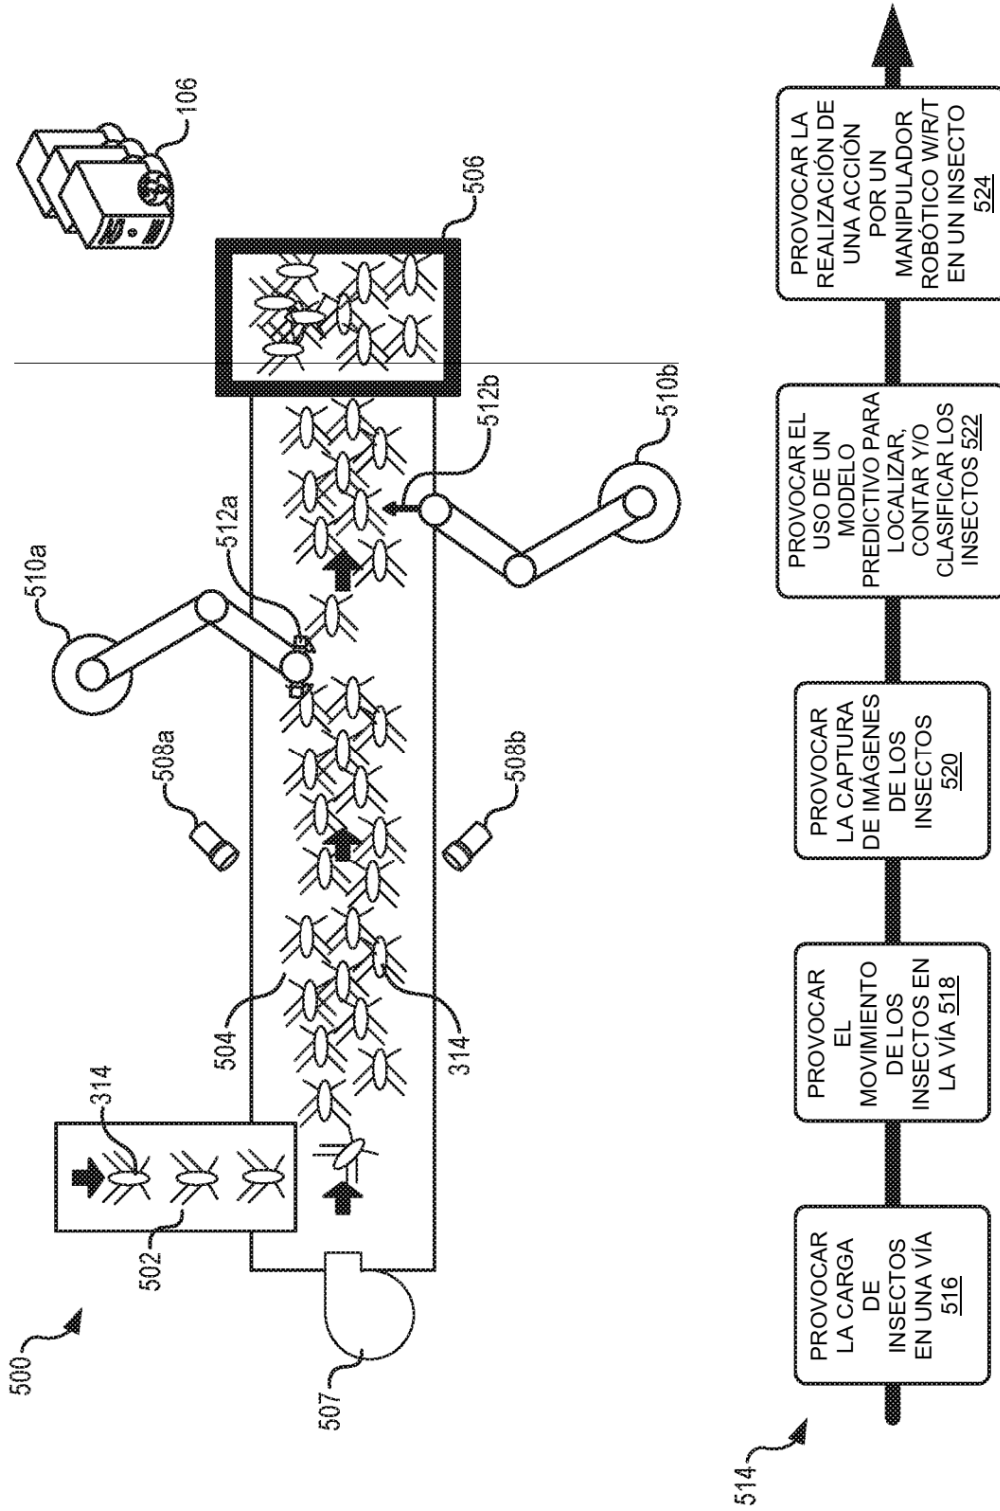 500
502
314
504
314
507
508a
508b
510a
512a
512b
510b
506
106
514
PROVOCAR
LA CARGA
DE
INSECTOS
EN UNA VÍA
516
PROVOCAR
EL
MOVIMIENTO
DE LOS
INSECTOS EN
LA VÍA 518
PROVOCAR
LA CAPTURA
DE IMÁGENES
DE LOS
INSECTOS
520
PROVOCAR EL
USO DE UN
MODELO
PREDICTIVO PARA
LOCALIZAR,
CONTAR Y/O
CLASIFICAR LOS
INSECTOS 522
PROVOCAR LA
REALIZACIÓN DE
UNA ACCIÓN
POR UN
MANIPULADOR
ROBÓTICO W/R/T
EN UN INSECTO
524